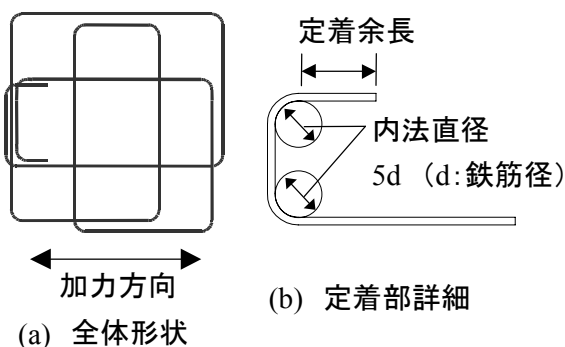 定着余長
内法直径
5d (d:鉄筋径)
加力方向
(a) 全体形状
(b) 定着部詳細